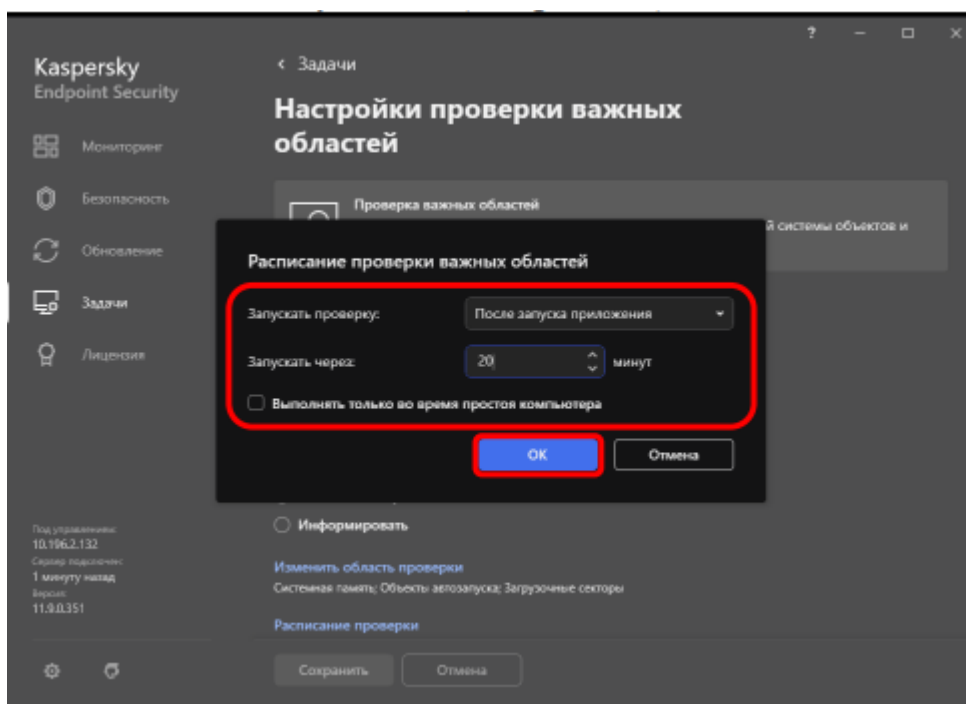 ?
Kaspersky
Endpoint Security
Мониторинг
Безопасность
Обновление
Задачи
Лицензия
Под управлением:
10.196.2.132
Сервер подключен:
1 минуту назад
Версия:
11.9.0.351
Задачи
Настройки проверки важных
областей
Проверка важных областей
й системы объектов и
Расписание проверки важных областей
Запускать проверку:
После запуска приложения
Запускать через:
20
минут
Выполнять только во время простоя компьютера
ОК
Отмена
Информировать
Изменить область проверки
Системная память; Объекты автозапуска; Загрузочные секторы
Расписание проверки
Сохранить
Отмена